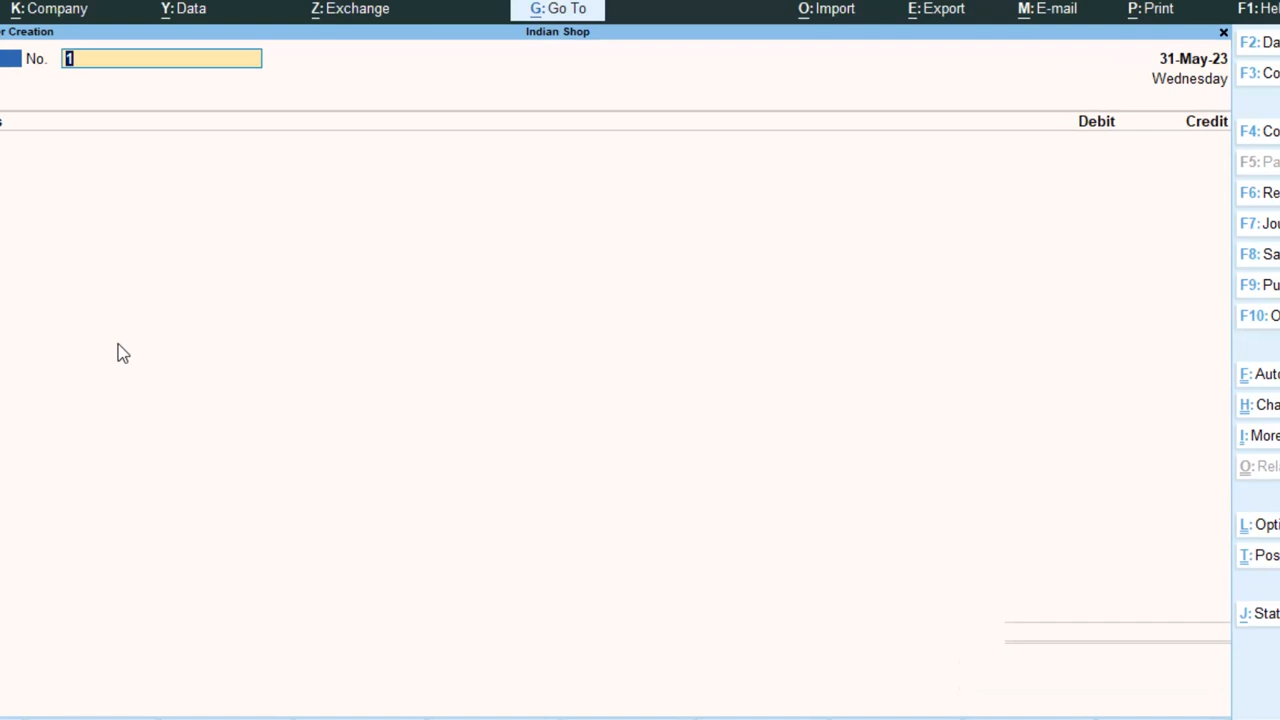 K: Company Y: Data Z: Exchange G: Go To O: Import E: Export M: E-mail P: Print F1: Hel
r Creation Indian Shop
No. 1 31-May-23
Wednesday
s Debit Credit
F2: Da
F3: Co
F4: Co
F5: Pa
F6: Re
F7: Jou
F8: Sa
F9: Pu
F10: O
F: Auto
H: Cha
I: More
O: Rela
L: Opti
T: Pos
J: Stat